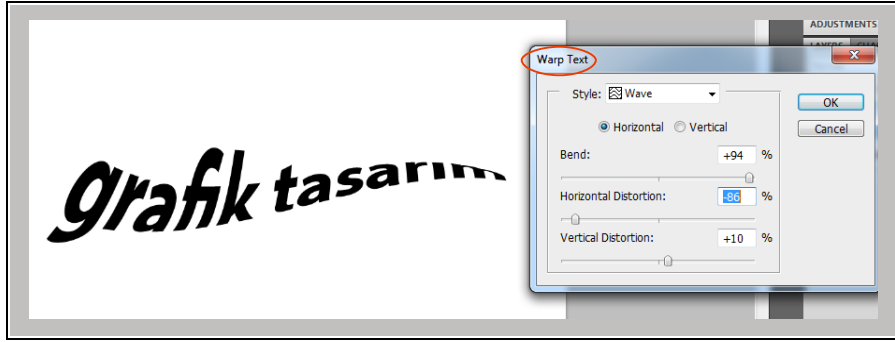 ADJUSTMENTS
LAYERS
Warp Text
Style: Wave
OK
Horizontal Vertical
Cancel
Bend: +94 %
Horizontal Distortion: -86 %
Vertical Distortion: +10 %
grafik tasarım